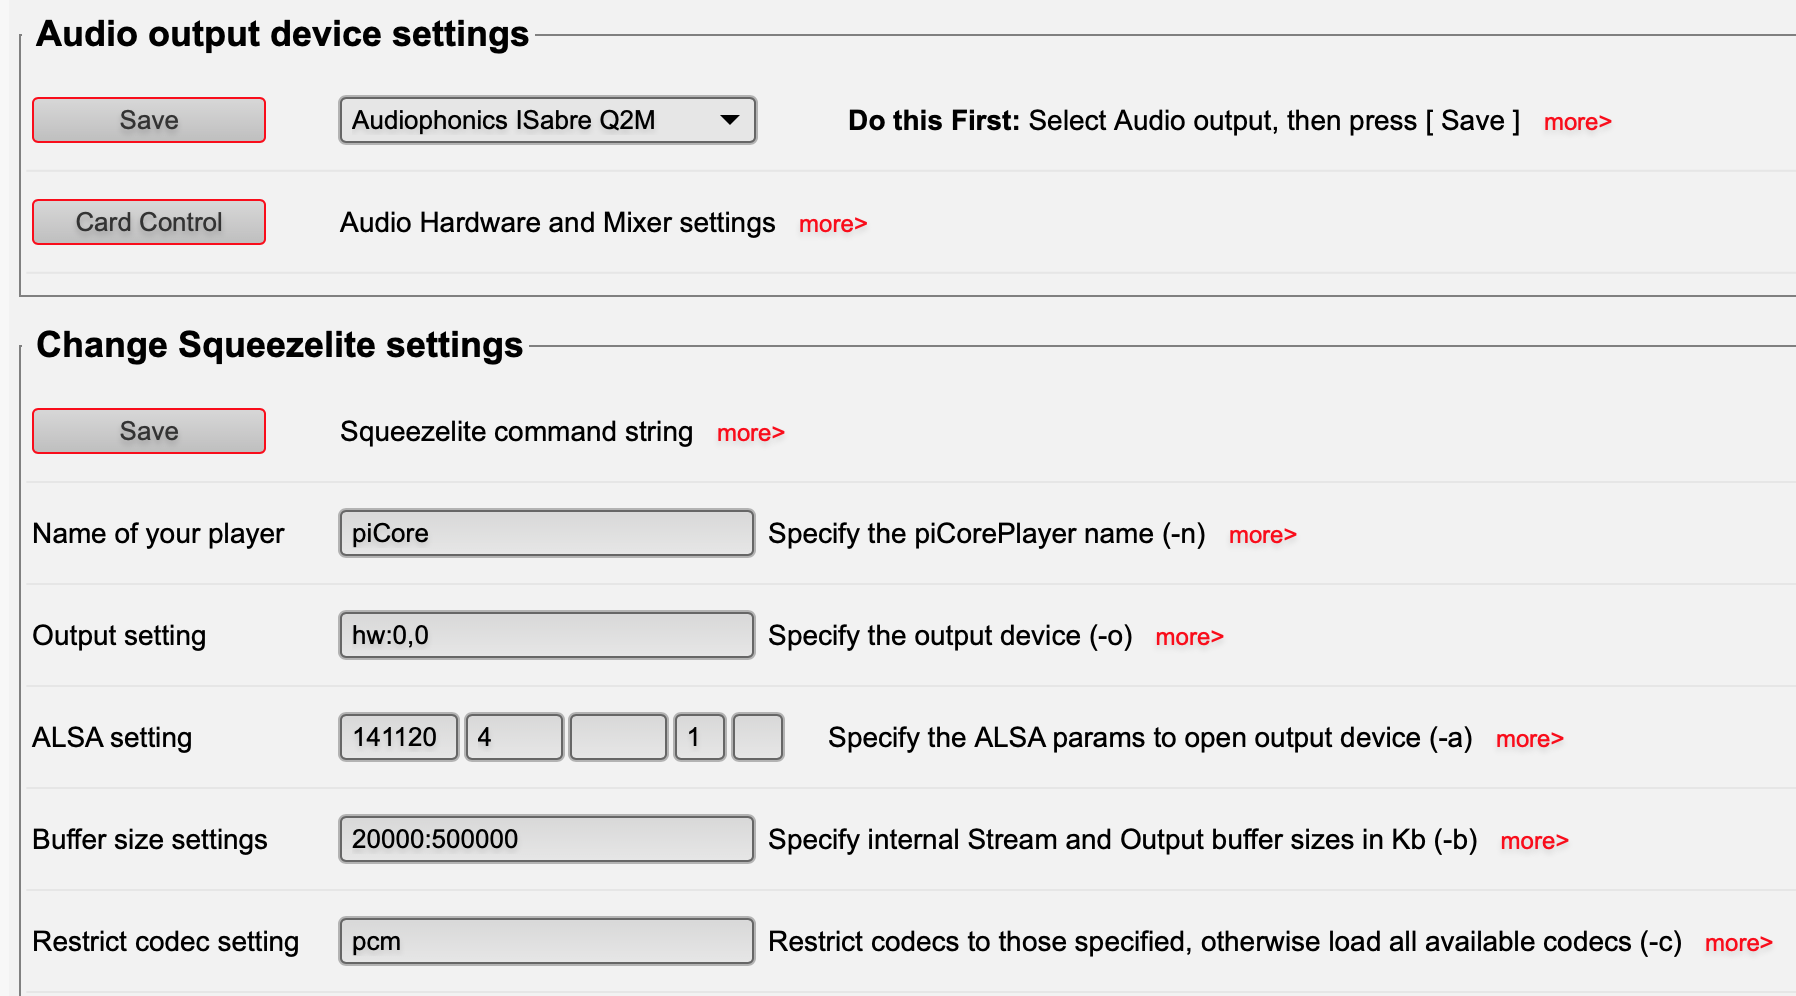 Audio output device settings
Save Audiophonics ISabre Q2M Do this First: Select Audio output, then press [ Save ] more>
Card Control Audio Hardware and Mixer settings more>
Change Squeezelite settings
Save Squeezelite command string more>
Name of your player piCore Specify the piCorePlayer name (-n) more>
Output setting hw:0,0 Specify the output device (-o) more>
ALSA setting 141120 4 1 Specify the ALSA params to open output device (-a) more>
Buffer size settings 20000:500000 Specify internal Stream and Output buffer sizes in Kb (-b) more>
Restrict codec setting pcm Restrict codecs to those specified, otherwise load all available codecs (-c) more>